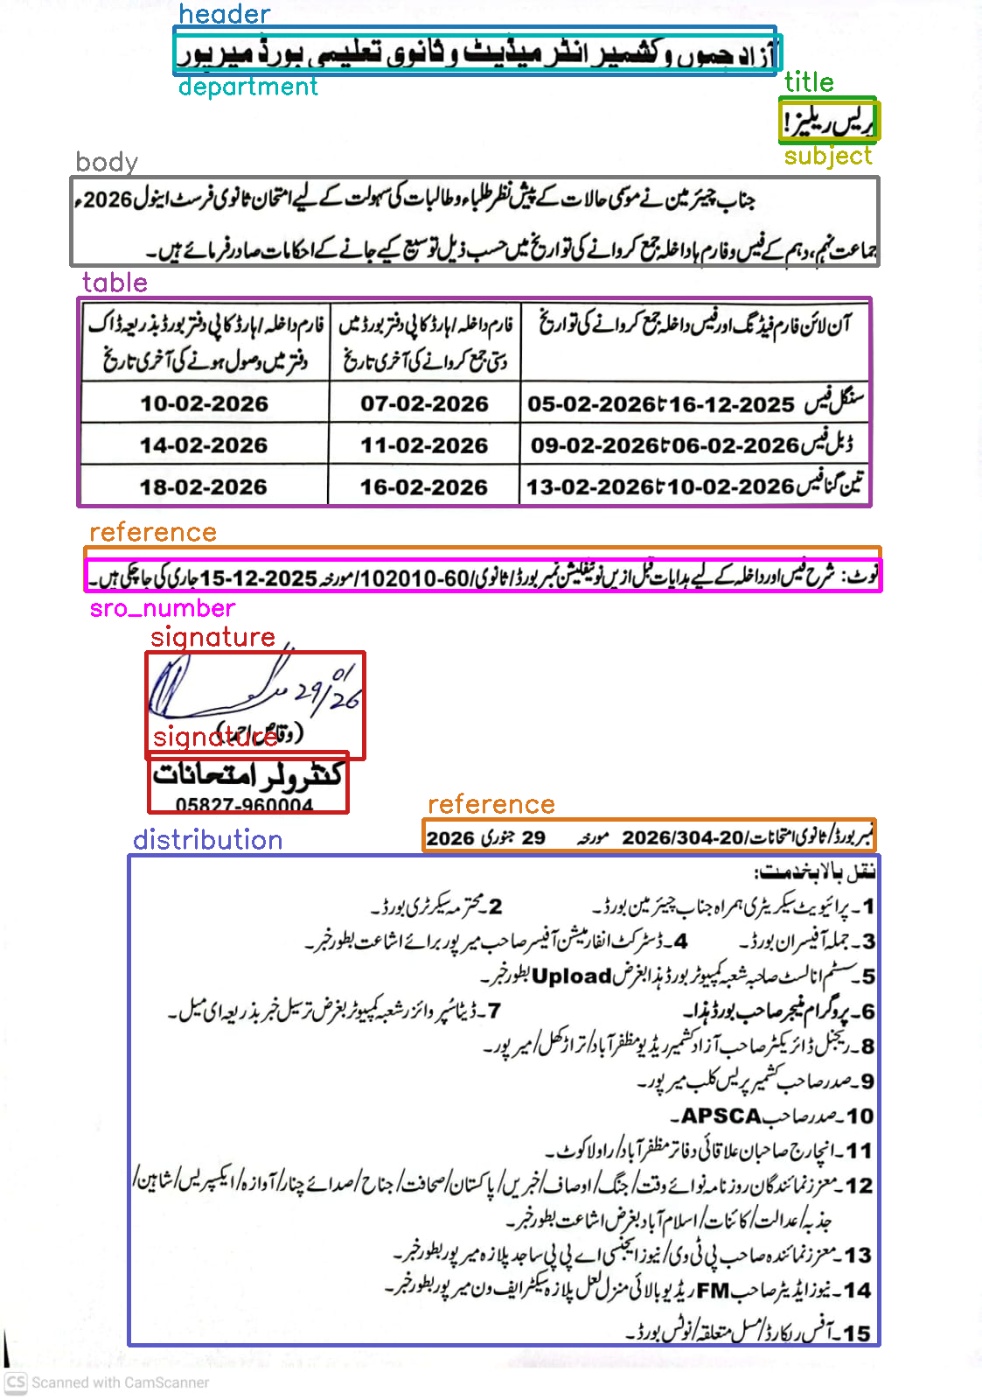 header
آزاد جموں و کشمیر انٹرمیڈیٹ و ثانوی تعلیمی بورڈ میرپور
department
title
پریس ریلیز!
subject
body
جناب چیئرمین نے موسمی حالات کے پیش نظر طلباء و طالبات کی سہولت کے لیے امتحان ثانوی فرسٹ اینول 2026ء
جماعت نہم، دہم کے فیس و فارم ہا داخلہ جمع کروانے کی تواریخ میں حسب ذیل توسیع کیے جانے کے احکامات صادر فرمائے ہیں۔
table
آن لائن فارم فیڈنگ اور فیس داخلہ جمع کروانے کی تواریخ
فارم داخلہ/ہارڈ کاپی دفتر بورڈ میں
دستی جمع کروانے کی آخری تاریخ
فارم داخلہ/ہارڈ کاپی دفتر بورڈ بذریعہ ڈاک
دفتر میں وصول ہونے کی آخری تاریخ
سنگل فیس 16-12-2025 تا 05-02-2026 07-02-2026 10-02-2026
ڈبل فیس 06-02-2026 تا 09-02-2026 11-02-2026 14-02-2026
تین گنا فیس 10-02-2026 تا 13-02-2026 16-02-2026 18-02-2026
reference
نوٹ: شرح فیس اور داخلہ کے لیے ہدایات قبل ازیں نوٹیفکیشن نمبر بورڈ/ثانوی/102010-60/مورخہ 15-12-2025 جاری کی جا چکی ہیں۔
sro_number
signature
29/01/26
(وقاص احمد)
signature
کنٹرولر امتحانات
05827-960004
reference
نمبر بورڈ/ثانوی امتحانات/2026/304-20 مورخہ 29 جنوری 2026
distribution
نقل بالا بخدمت:
1۔پرائیویٹ سیکریٹری ہمراہ جناب چیئرمین بورڈ۔ 2۔محترمہ سیکرٹری بورڈ۔
3۔جملہ آفیسران بورڈ۔ 4۔ڈسٹرکٹ انفارمیشن آفیسر صاحب میرپور برائے اشاعت بطور خبر۔
5۔سسٹم انالسٹ صاحبہ شعبہ کمپیوٹر بورڈ ہذا بغرض Upload بطور خبر۔
6۔پروگرام منیجر صاحب بورڈ ہذا۔ 7۔ڈیٹا سپروائزر شعبہ کمپیوٹر بغرض ترسیل خبر بذریعہ ای میل۔
8۔ریجنل ڈائریکٹر صاحب آزاد کشمیر ریڈیو مظفرآباد/تراڑکھل/میرپور۔
9۔صدر صاحب کشمیر پریس کلب میرپور۔
10۔صدر صاحب APSCA۔
11۔انچارج صاحبان علاقائی دفاتر مظفرآباد/راولاکوٹ۔
12۔معزز نمائندگان روزنامہ نوائے وقت/جنگ/اوصاف/خبریں/پاکستان/صحافت/جناح/صدائے چنار/آوازہ/ایکسپریس/شاہین/
جذبہ/عدالت/کائنات/اسلام آباد بغرض اشاعت بطور خبر۔
13۔معزز نمائندہ صاحب پی ٹی وی/نیوز ایجنسی اے پی پی ساجد پلازہ میرپور بطور خبر۔
14۔نیوز ایڈیٹر صاحب FM ریڈیو بالائی منزل لعل پلازہ سیکٹر ایف ون میرپور بطور خبر۔
15۔آفس ریکارڈ/مسل متعلقہ/نوٹس بورڈ۔
CS Scanned with CamScanner